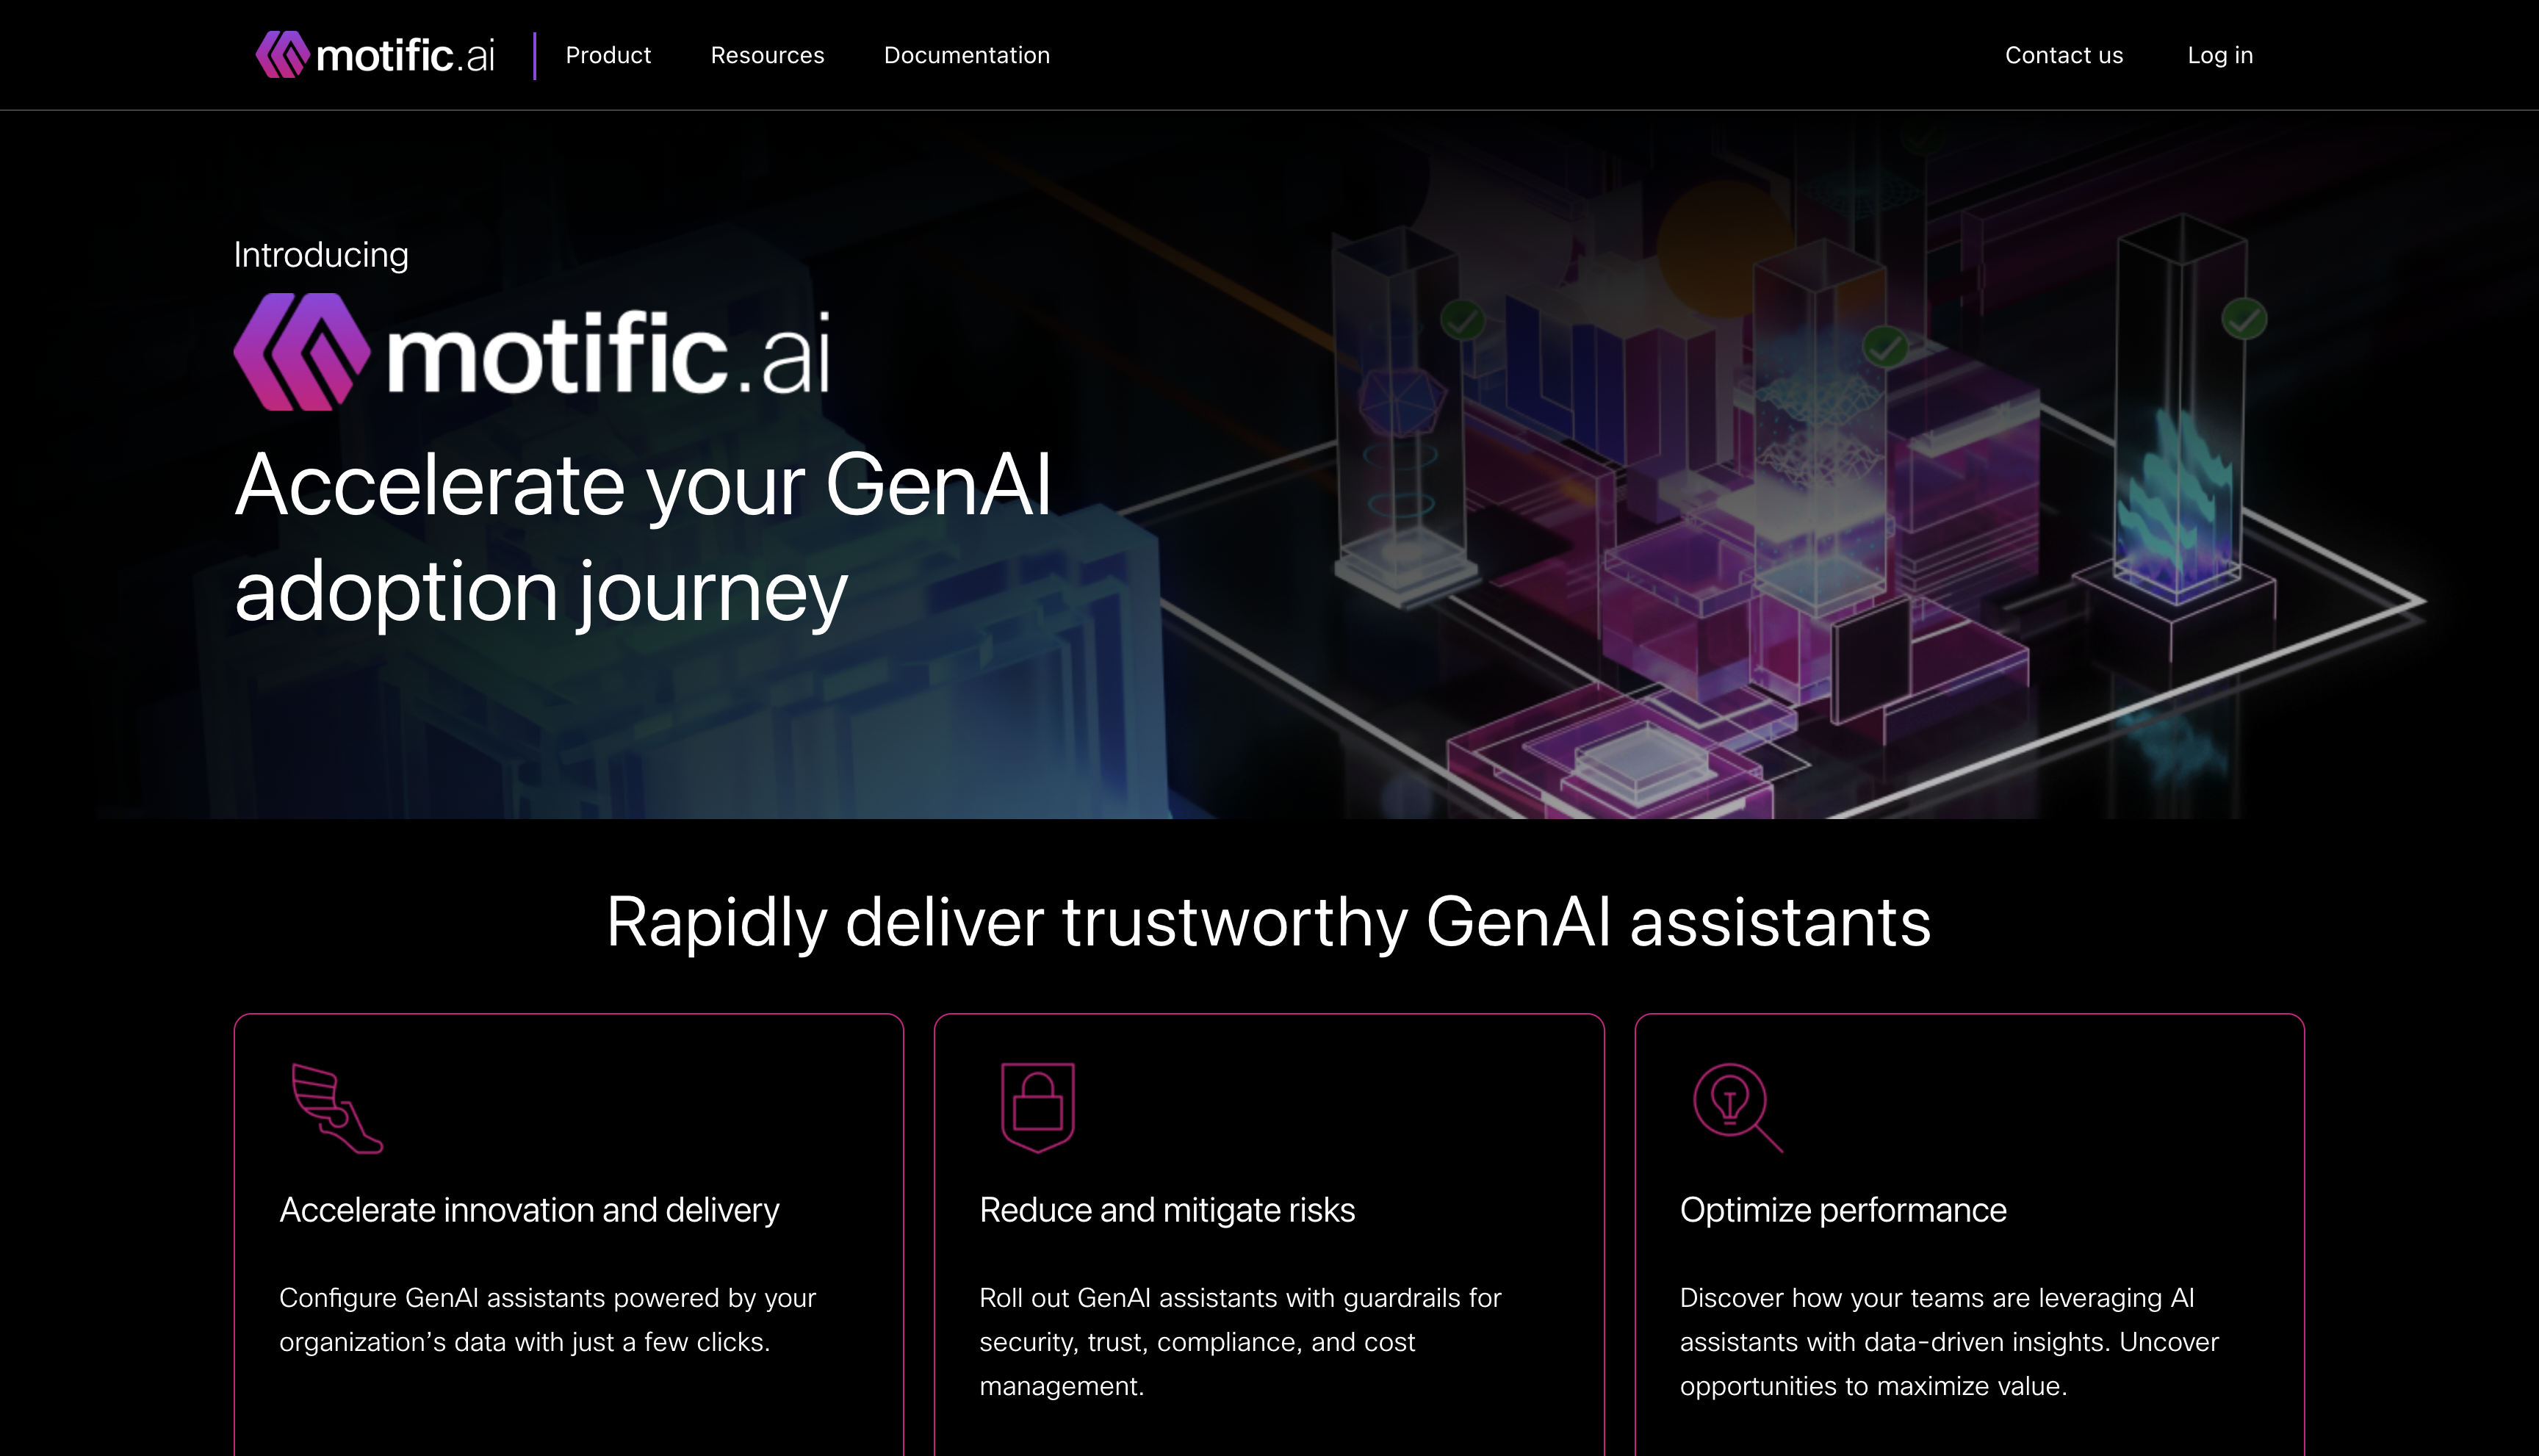 motific.ai
Product
Resources
Documentation
Contact us
Log in
Introducing
motific.ai
Accelerate your GenAI
adoption journey
Rapidly deliver trustworthy GenAI assistants
Accelerate innovation and delivery
Configure GenAI assistants powered by your
organization’s data with just a few clicks.
Reduce and mitigate risks
Roll out GenAI assistants with guardrails for
security, trust, compliance, and cost
management.
Optimize performance
Discover how your teams are leveraging AI
assistants with data-driven insights. Uncover
opportunities to maximize value.